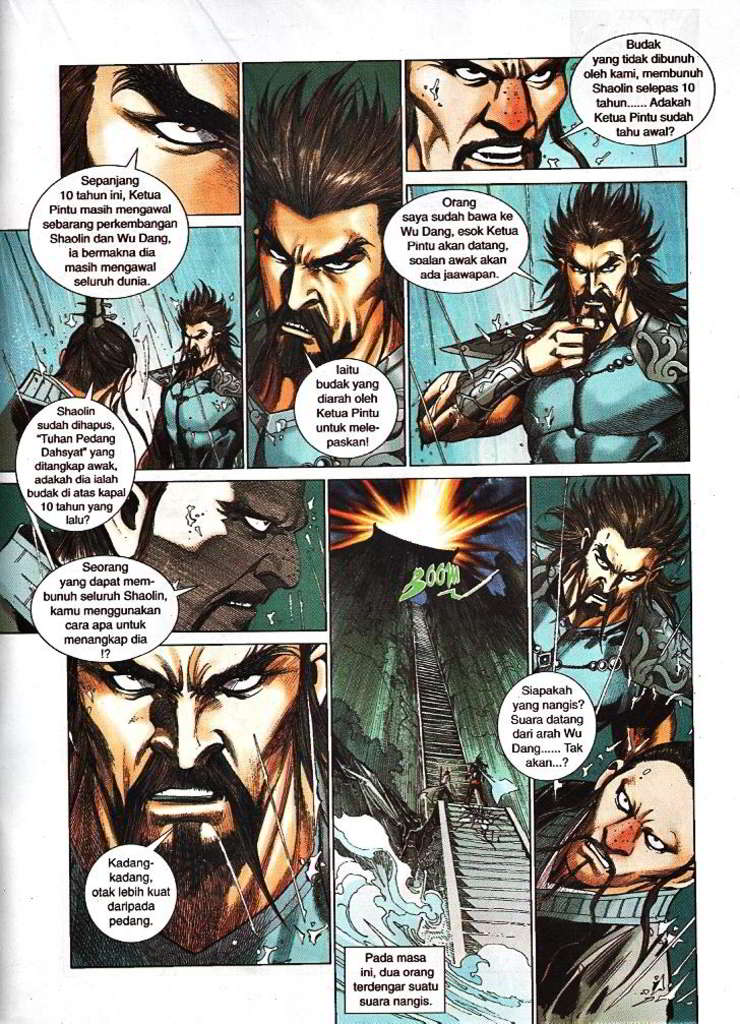 Sepanjang
10 tahun ini, Ketua
Pintu masih mengawal
sebarang perkembangan
Shaolin dan Wu Dang,
ia bermakna dia
masih mengawal
seluruh dunia.
Shaolin
sudah dihapus,
"Tuhan Pedang
Dahsyat" yang
ditangkap awak,
adakah dia ialah
budak di atas kapal
10 tahun yang
lalu?
Iaitu
budak yang
diarah oleh
Ketua Pintu
untuk mele-
paskan!
Budak
yang tidak dibunuh
oleh kami, membunuh
Shaolin selepas 10
tahun...... Adakah
Ketua Pintu sudah
tahu awal?
Orang
saya sudah bawa ke
Wu Dang, esok Ketua
Pintu akan datang,
soalan awak akan
ada jaawapan.
Seorang
yang dapat mem-
bunuh seluruh Shaolin,
kamu menggunakan
cara apa untuk
menangkap dia
!?
Kadang-
kadang,
otak lebih kuat
daripada
pedang.
BOOM
Pada masa
ini, dua orang
terdengar suatu
suara nangis.
Siapakah
yang nangis?
Suara datang
dari arah Wu
Dang...... Tak
akan...?